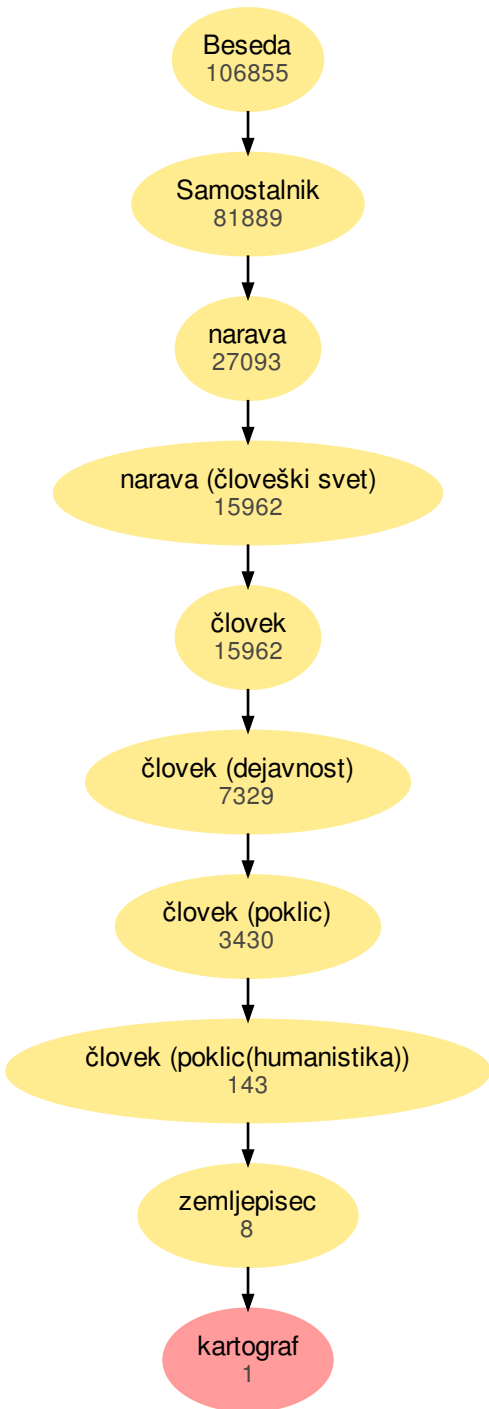 Beseda
106855
Samostalnik
81889
narava
27093
narava (človeški svet)
15962
človek
15962
človek (dejavnost)
7329
človek (poklic)
3430
človek (poklic(humanistika))
143
zemljepisec
8
kartograf
1